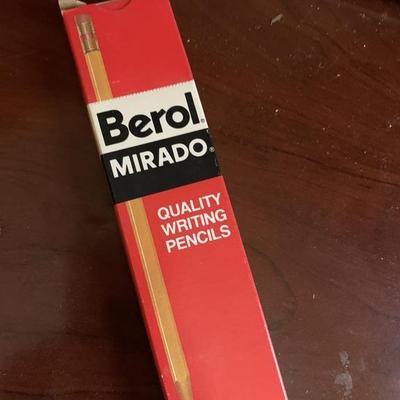 Berol®
MIRADO®
QUALITY
WRITING
PENCILS